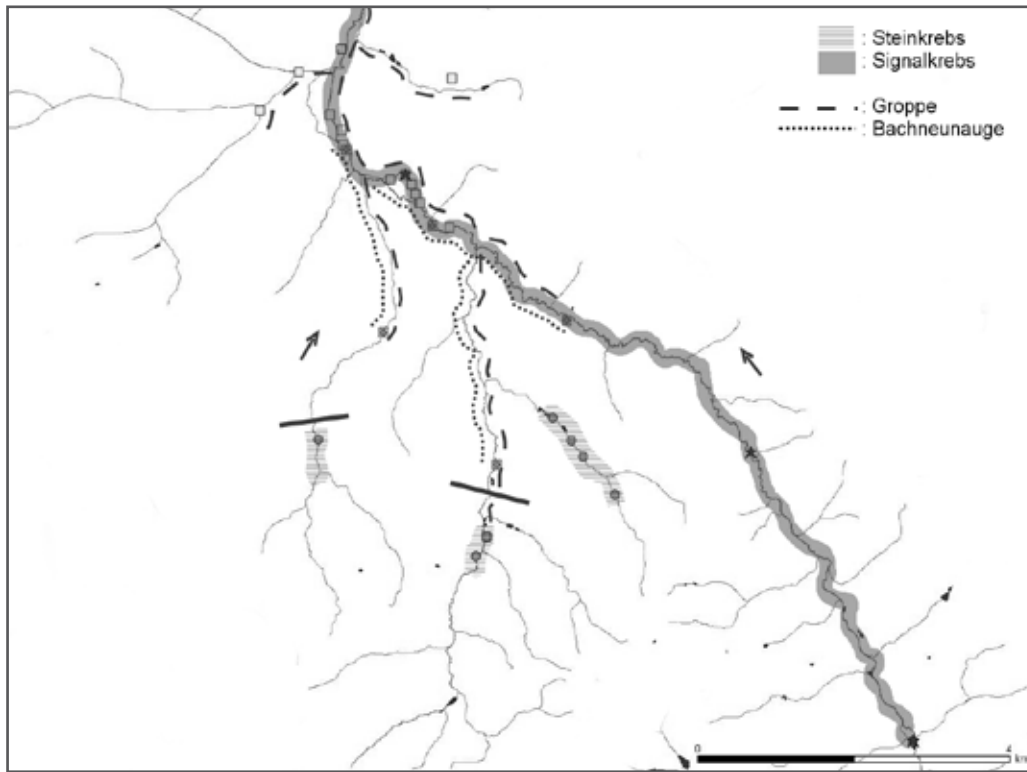 : Steinkrebs
: Signalkrebs
: Groppe
: Bachneunauge
0 4